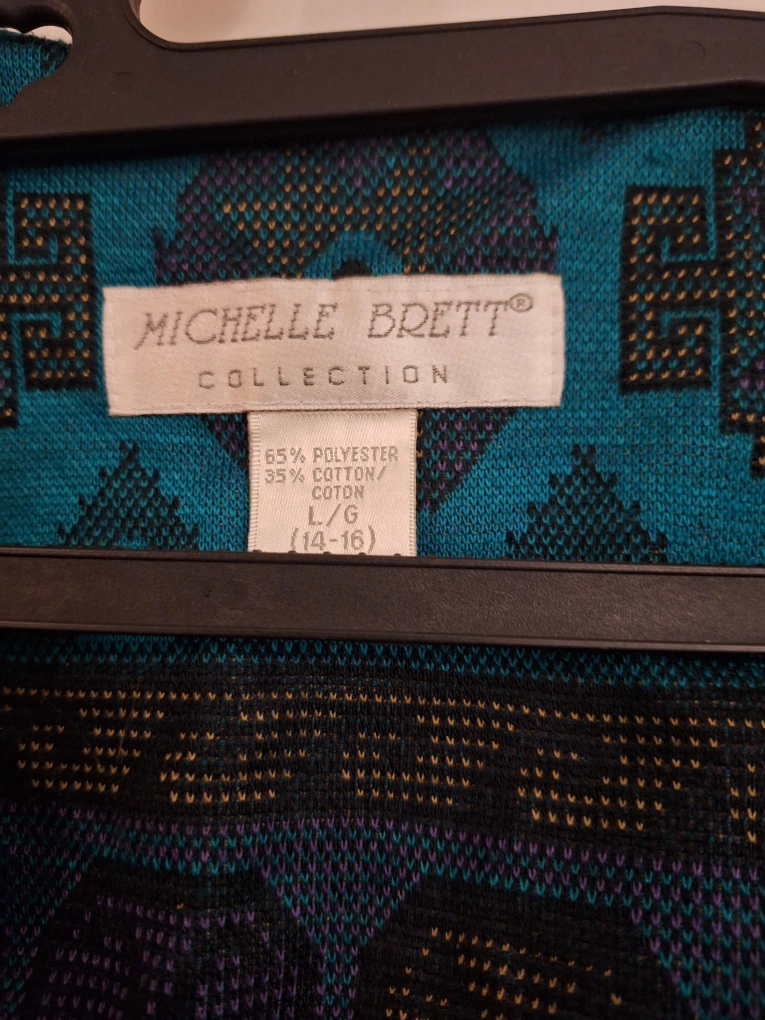 MICHELLE BRETT®
COLLECTION
65% POLYESTER
35% COTTON/
COTON
L/G
(14-16)